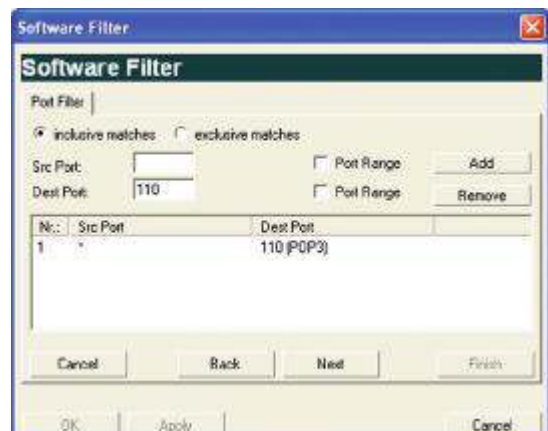 Software Filter
Software Filter
Port Filter
inclusive matches exclusive matches
Src Port: Port Range Add
Dest Port: 110 Port Range Remove
Nr.: Src Port Dest Port
1 * 110 (POP3)
Cancel Back Next Finish
OK Apply Cancel